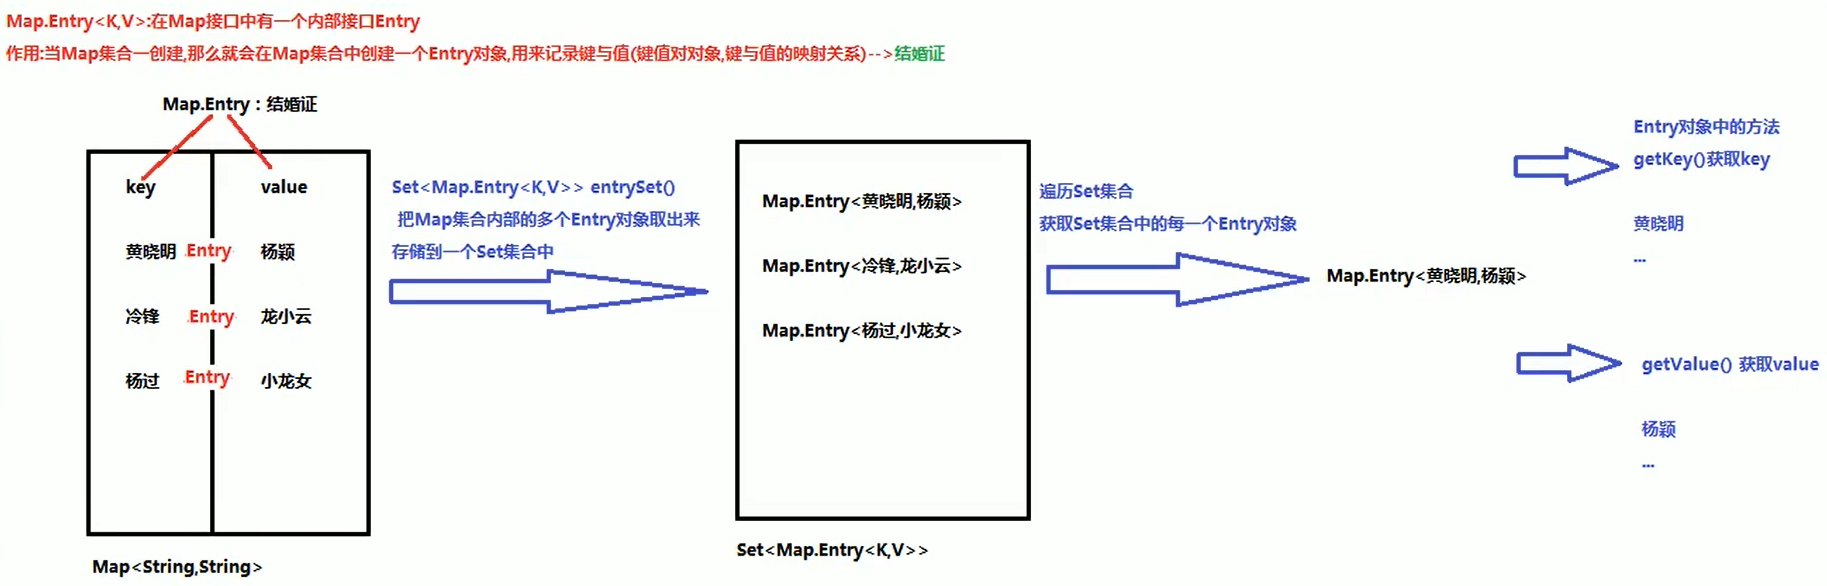 Map.Entry<K,V>:在Map接口中有一个内部接口Entry
作用:当Map集合一创建,那么就会在Map集合中创建一个Entry对象,用来记录键与值(键值对对象,键与值的映射关系)-->结婚证
Map.Entry：结婚证
key value
黄晓明 Entry 杨颖
冷锋 Entry 龙小云
杨过 Entry 小龙女
Map<String,String>
Set<Map.Entry<K,V>> entrySet()
把Map集合内部的多个Entry对象取出来
存储到一个Set集合中
Map.Entry<黄晓明,杨颖>
Map.Entry<冷锋,龙小云>
Map.Entry<杨过,小龙女>
Set<Map.Entry<K,V>>
遍历Set集合
获取Set集合中的每一个Entry对象
Map.Entry<黄晓明,杨颖>
Entry对象中的方法
getKey()获取key
黄晓明
...
getValue() 获取value
杨颖
...